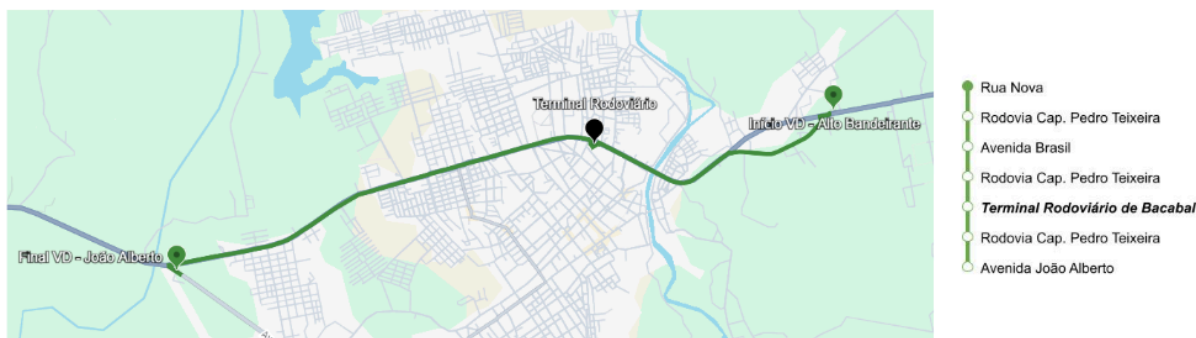 Terminal Rodoviário
Início VD - Alto Bandeirante
Final VD - João Alberto
Rua Nova
Rodovia Cap. Pedro Teixeira
Avenida Brasil
Rodovia Cap. Pedro Teixeira
Terminal Rodoviário de Bacabal
Rodovia Cap. Pedro Teixeira
Avenida João Alberto